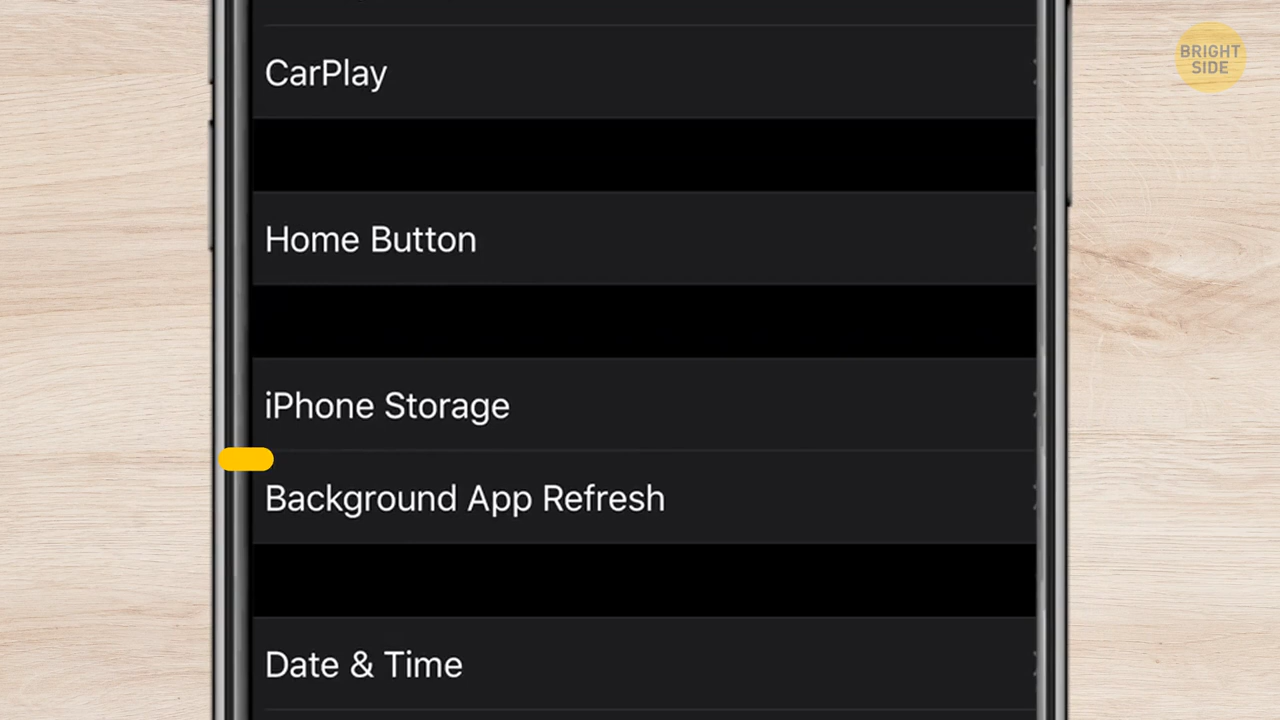 BRIGHT
SIDE
CarPlay
Home Button
iPhone Storage
Background App Refresh
Date & Time